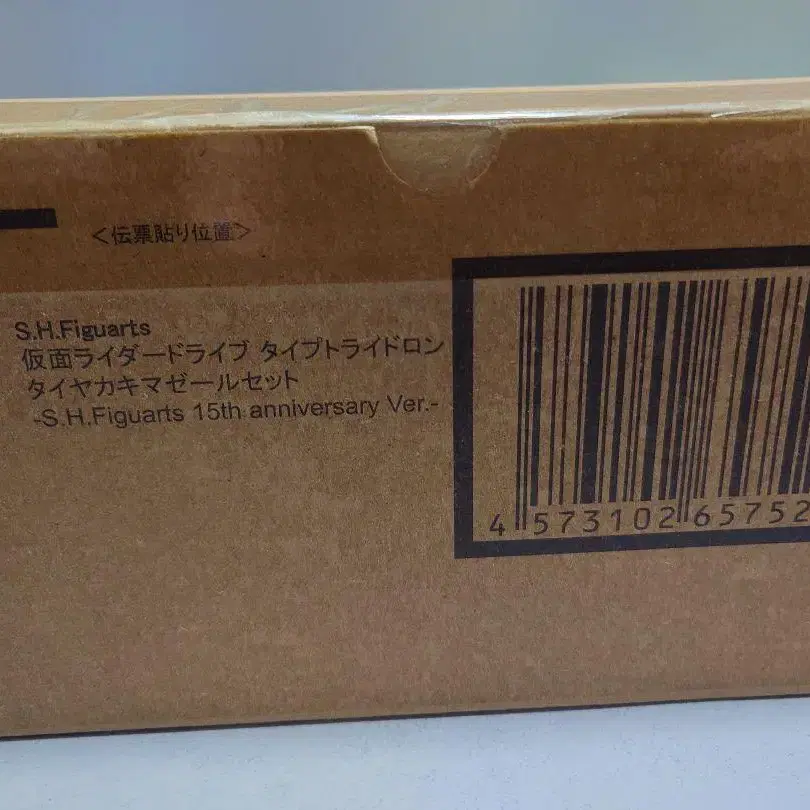 <伝票貼り位置>
S.H.Figuarts
仮面ライダードライブ タイプトライドロン
タイヤカキマゼールセット
-S.H.Figuarts 15th anniversary Ver.-
4 573102 65752